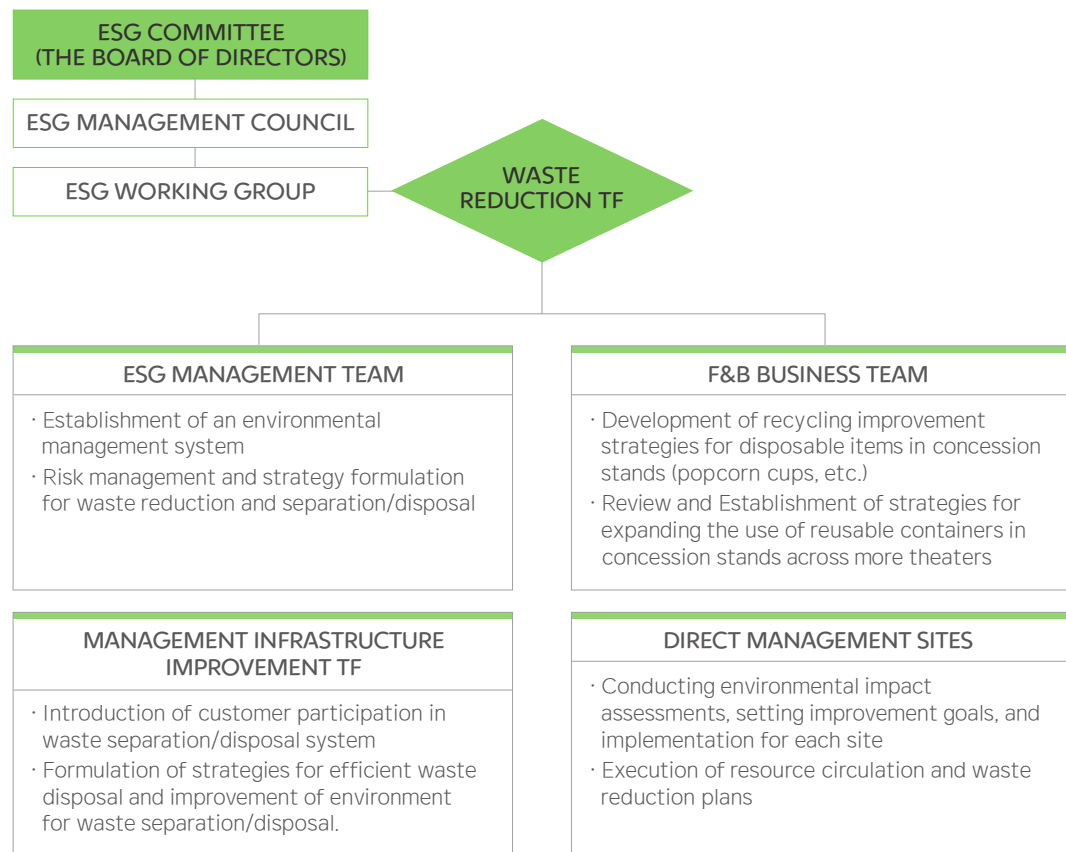 ESG COMMITTEE
(THE BOARD OF DIRECTORS)
ESG MANAGEMENT COUNCIL
ESG WORKING GROUP
WASTE
REDUCTION TF
ESG MANAGEMENT TEAM
· Establishment of an environmental
management system
· Risk management and strategy formulation
for waste reduction and separation/disposal
F&B BUSINESS TEAM
· Development of recycling improvement
strategies for disposable items in concession
stands (popcorn cups, etc.)
· Review and Establishment of strategies for
expanding the use of reusable containers in
concession stands across more theaters
MANAGEMENT INFRASTRUCTURE
IMPROVEMENT TF
· Introduction of customer participation in
waste separation/disposal system
· Formulation of strategies for efficient waste
disposal and improvement of environment
for waste separation/disposal.
DIRECT MANAGEMENT SITES
· Conducting environmental impact
assessments, setting improvement goals, and
implementation for each site
· Execution of resource circulation and waste
reduction plans